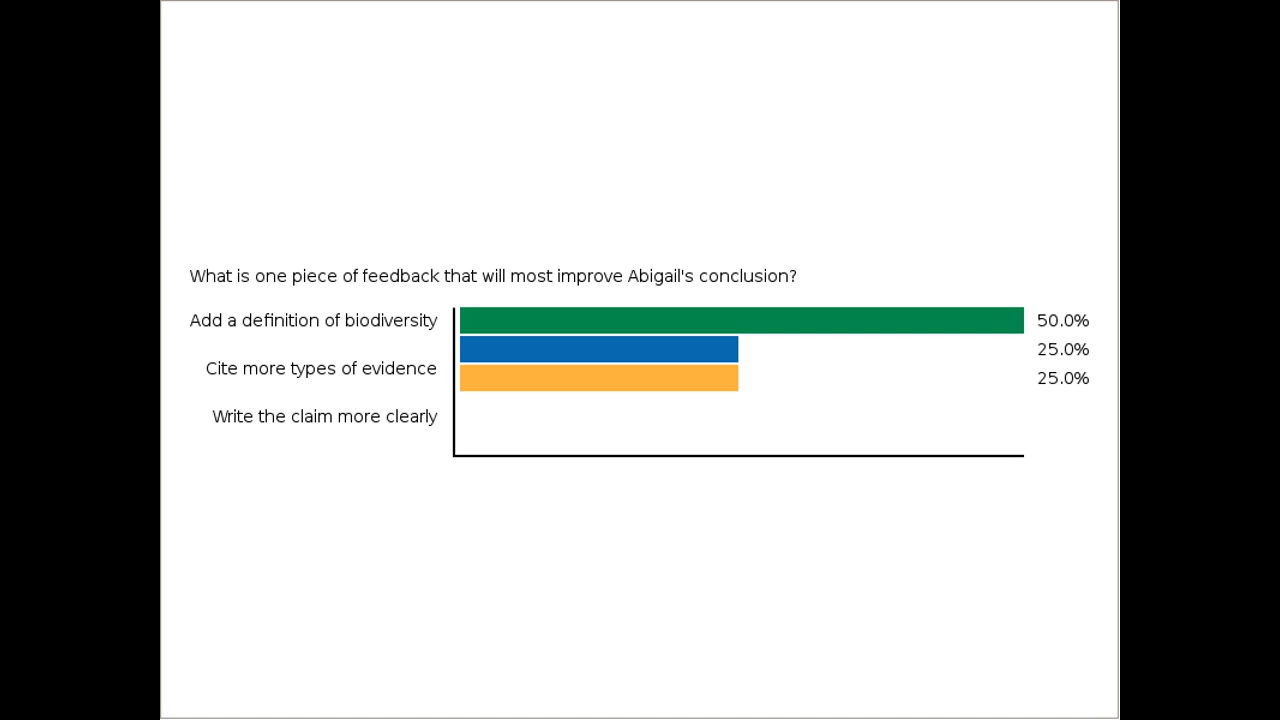 What is one piece of feedback that will most improve Abigail's conclusion?
Add a definition of biodiversity 50.0%
25.0%
Cite more types of evidence
25.0%
Write the claim more clearly